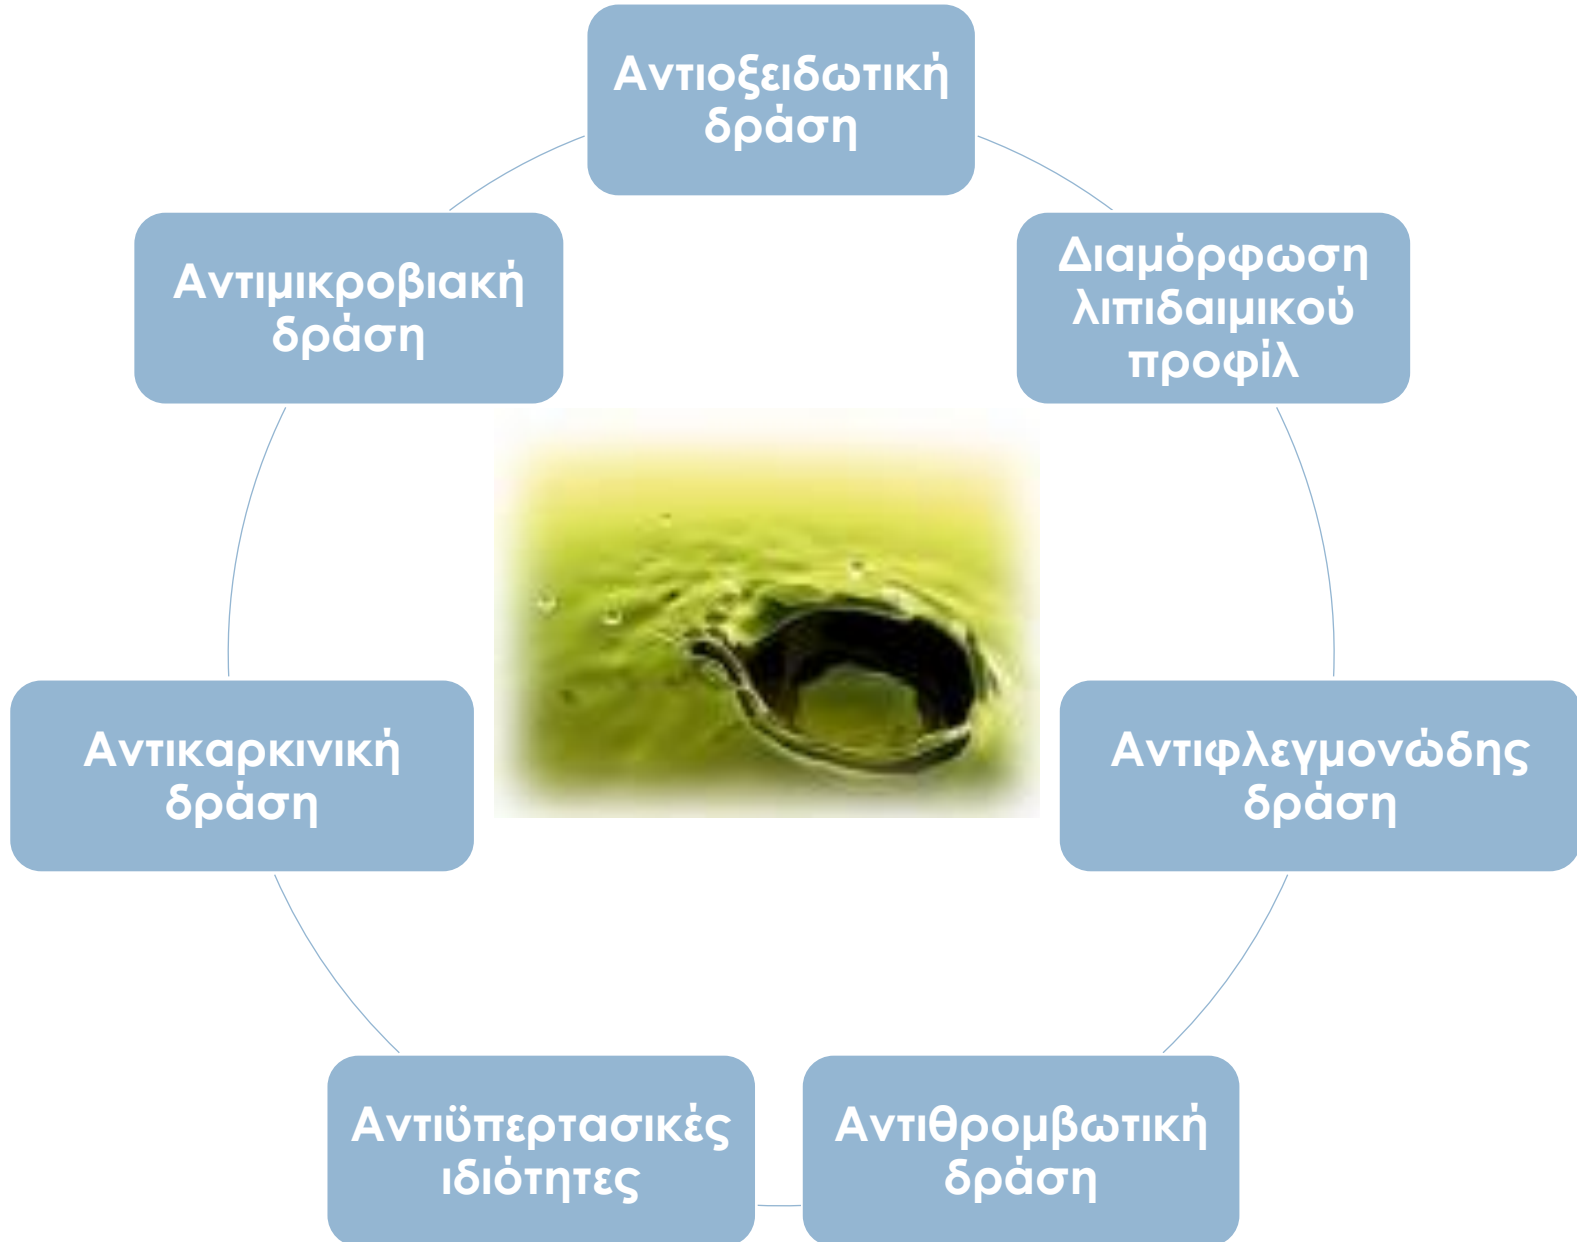 Αντιοξειδωτική
δράση
Διαμόρφωση
λιπιδαιμικού
προφίλ
Αντιφλεγμονώδης
δράση
Αντιθρομβωτική
δράση
Αντιϋπερτασικές
ιδιότητες
Αντικαρκινική
δράση
Αντιμικροβιακή
δράση